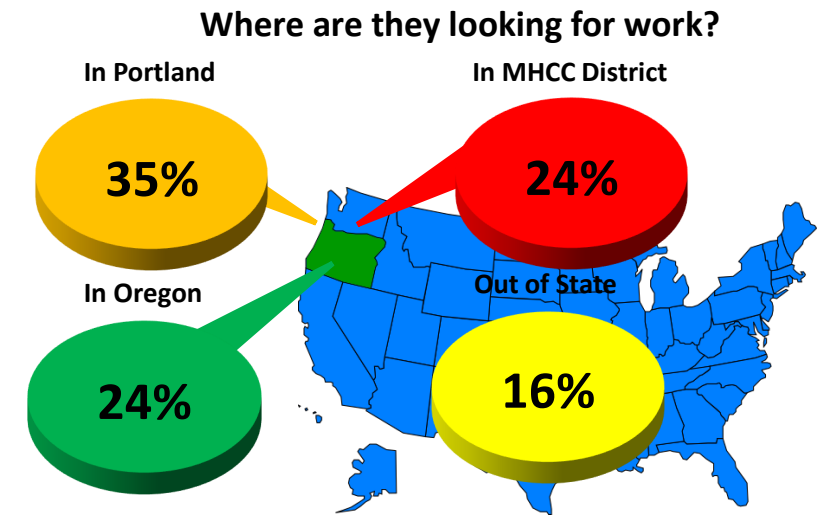 Where are they looking for work?
In Portland
In MHCC District
35%
24%
In Oregon
Out of State
24%
16%